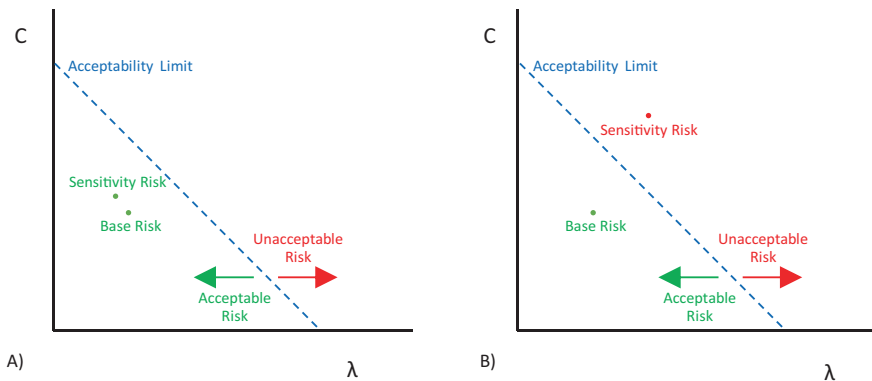 C
Acceptability Limit
Sensitivity Risk
Base Risk
Unacceptable
Risk
Acceptable
Risk
A)
λ
C
Acceptability Limit
Sensitivity Risk
Base Risk
Unacceptable
Risk
Acceptable
Risk
B)
λ